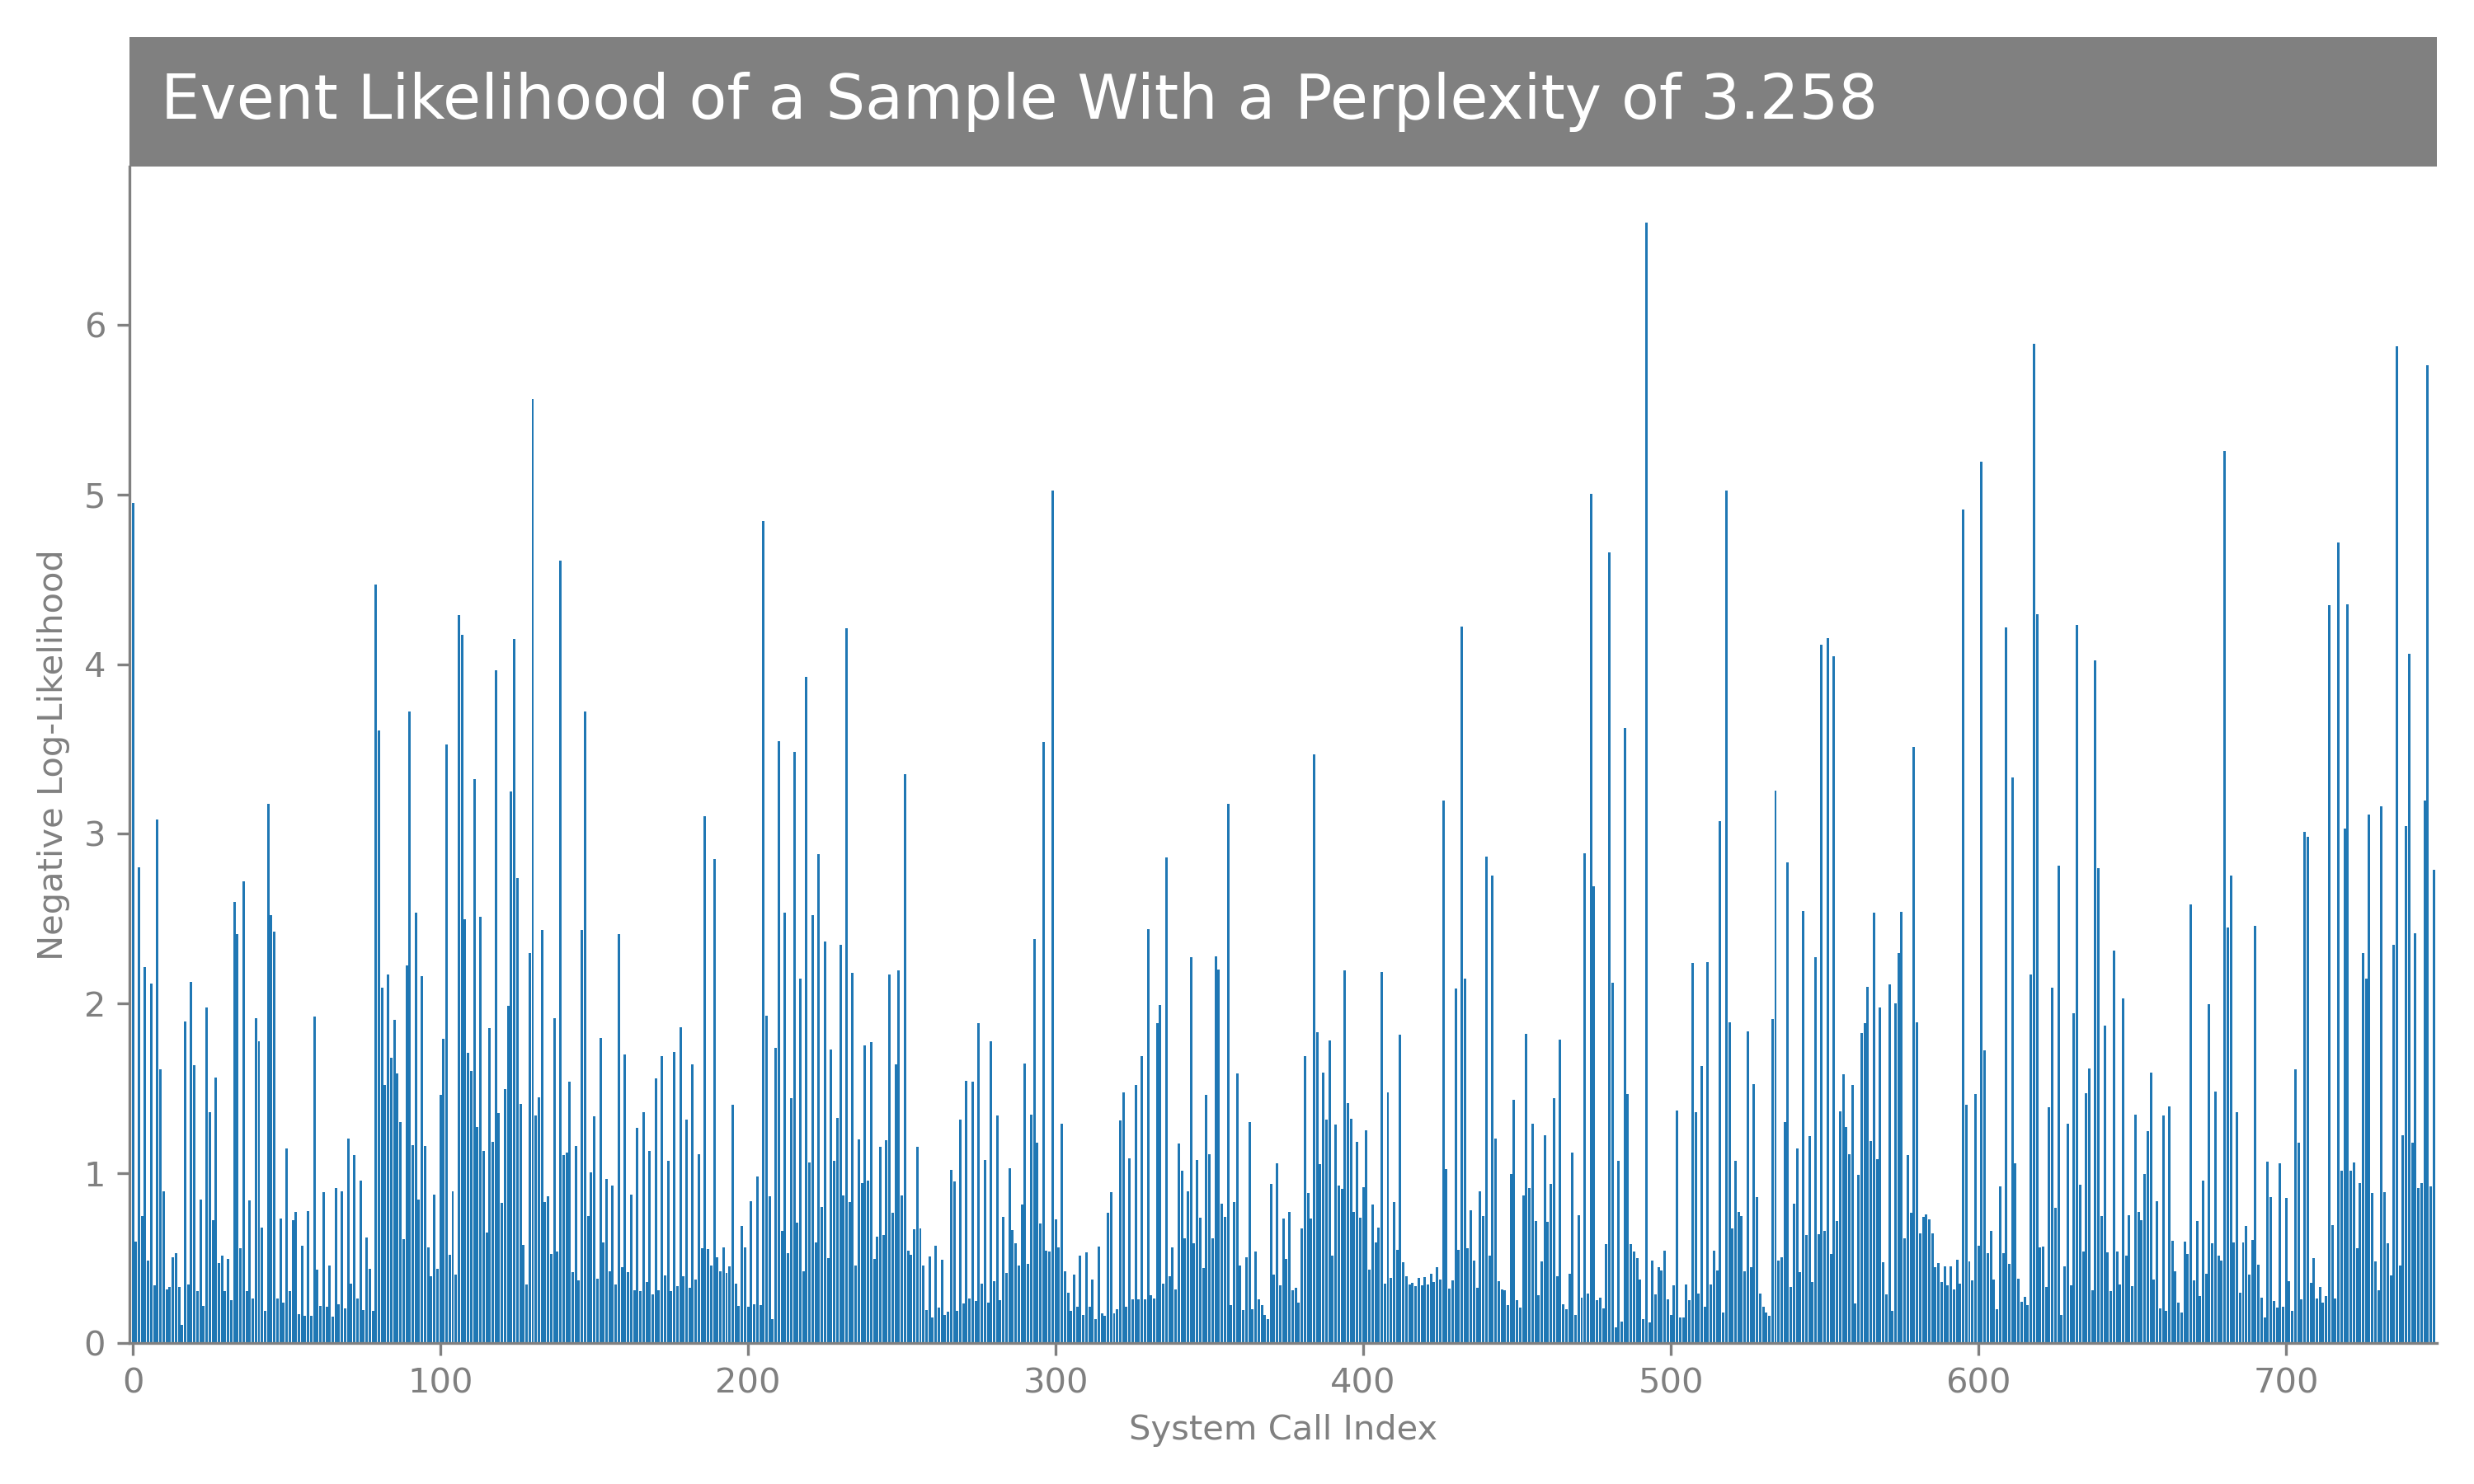 Event Likelihood of a Sample With a Perplexity of 3.258
Negative Log-Likelihood
6
5
4
3
2
1
0
0 100 200 300 400 500 600 700
System Call Index